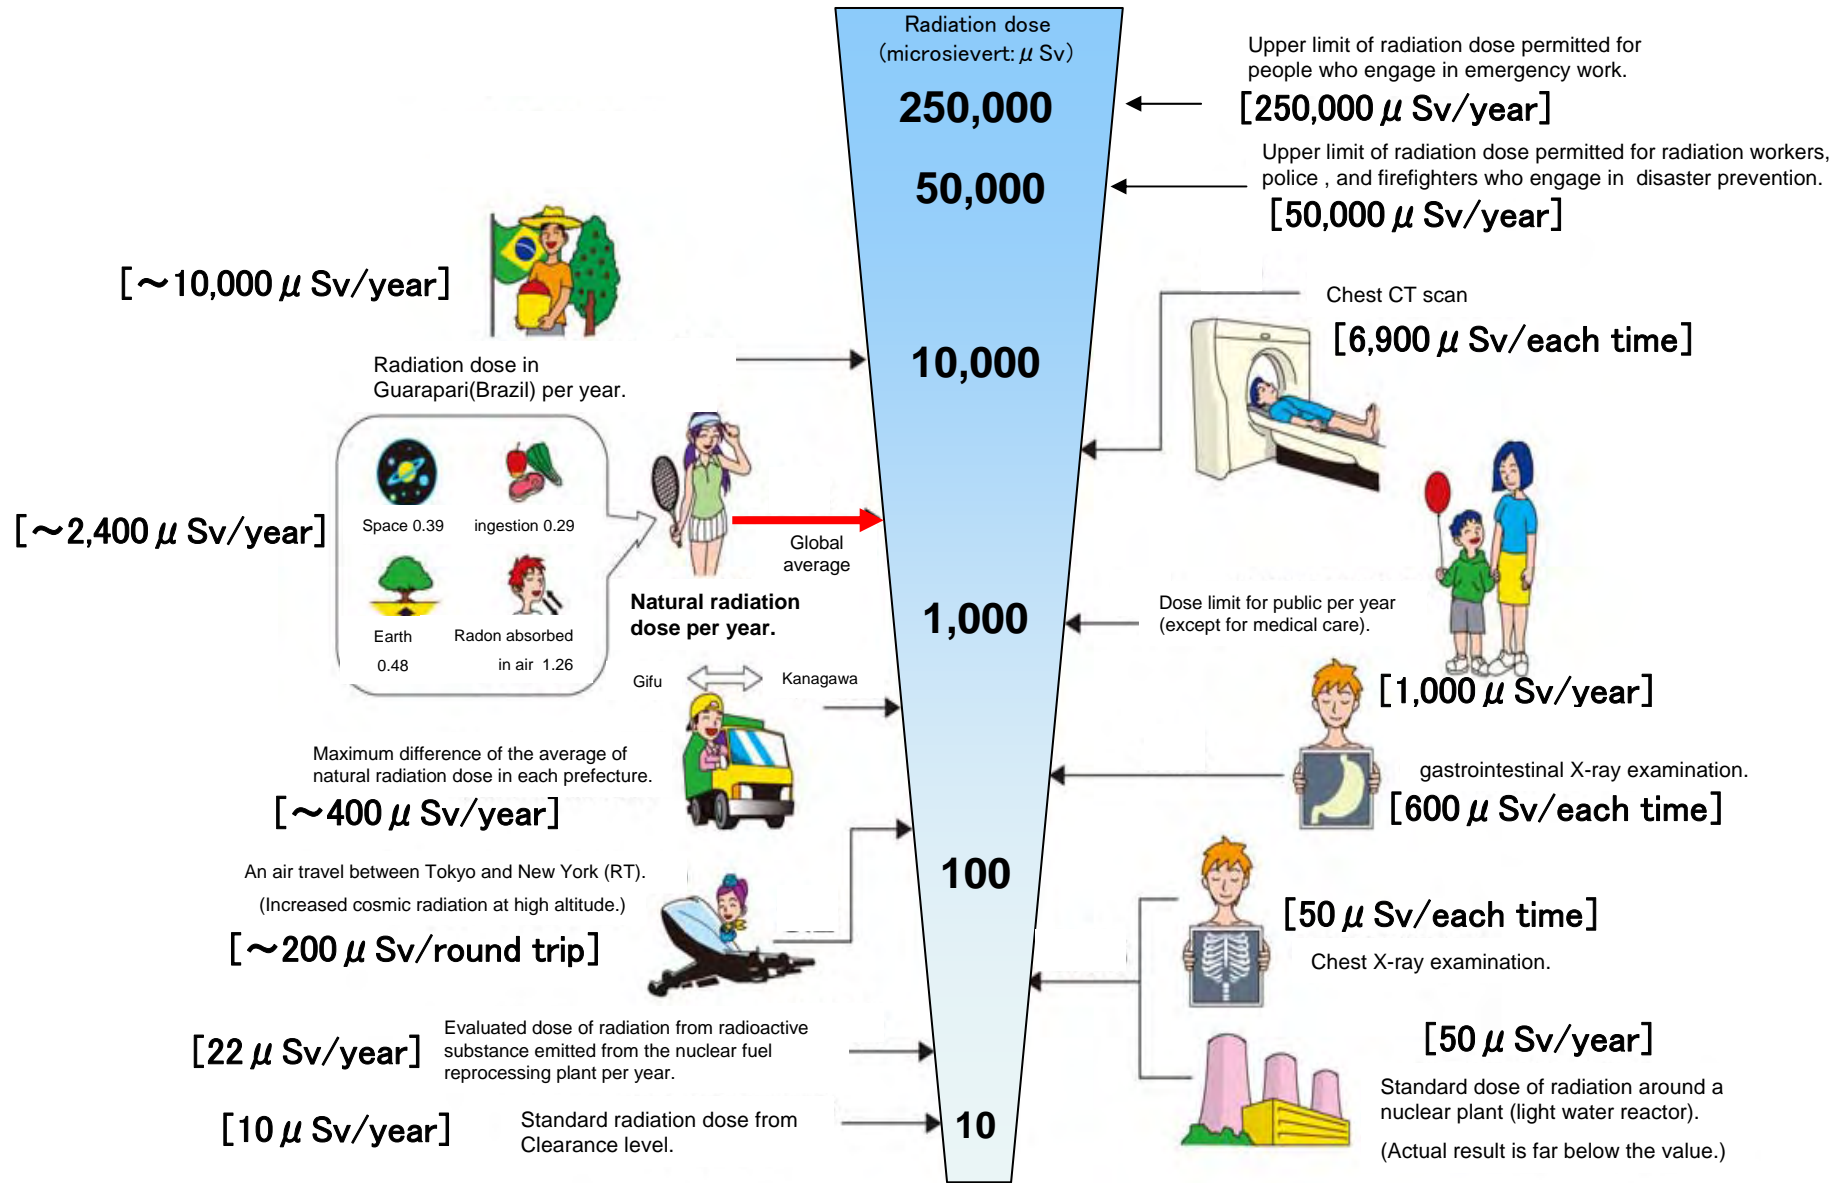 Radiation dose
(microsievert: μ Sv)
250,000
50,000
10,000
1,000
100
10
Upper limit of radiation dose permitted for
people who engage in emergency work.
[250,000 μ Sv/year]
Upper limit of radiation dose permitted for radiation workers,
police , and firefighters who engage in disaster prevention.
[50,000 μ Sv/year]
[～10,000 μ Sv/year]
Radiation dose in
Guarapari(Brazil) per year.
Chest CT scan
[6,900 μ Sv/each time]
[～2,400 μ Sv/year]
Space 0.39
ingestion 0.29
Earth
0.48
Radon absorbed
in air 1.26
Global
average
Natural radiation
dose per year.
Dose limit for public per year
(except for medical care).
[1,000 μ Sv/year]
Gifu
Kanagawa
Maximum difference of the average of
natural radiation dose in each prefecture.
[～400 μ Sv/year]
gastrointestinal X-ray examination.
[600 μ Sv/each time]
An air travel between Tokyo and New York (RT).
(Increased cosmic radiation at high altitude.)
[～200 μ Sv/round trip]
[50 μ Sv/each time]
Chest X-ray examination.
[22 μ Sv/year]
Evaluated dose of radiation from radioactive
substance emitted from the nuclear fuel
reprocessing plant per year.
[50 μ Sv/year]
Standard dose of radiation around a
nuclear plant (light water reactor).
(Actual result is far below the value.)
[10 μ Sv/year]
Standard radiation dose from
Clearance level.